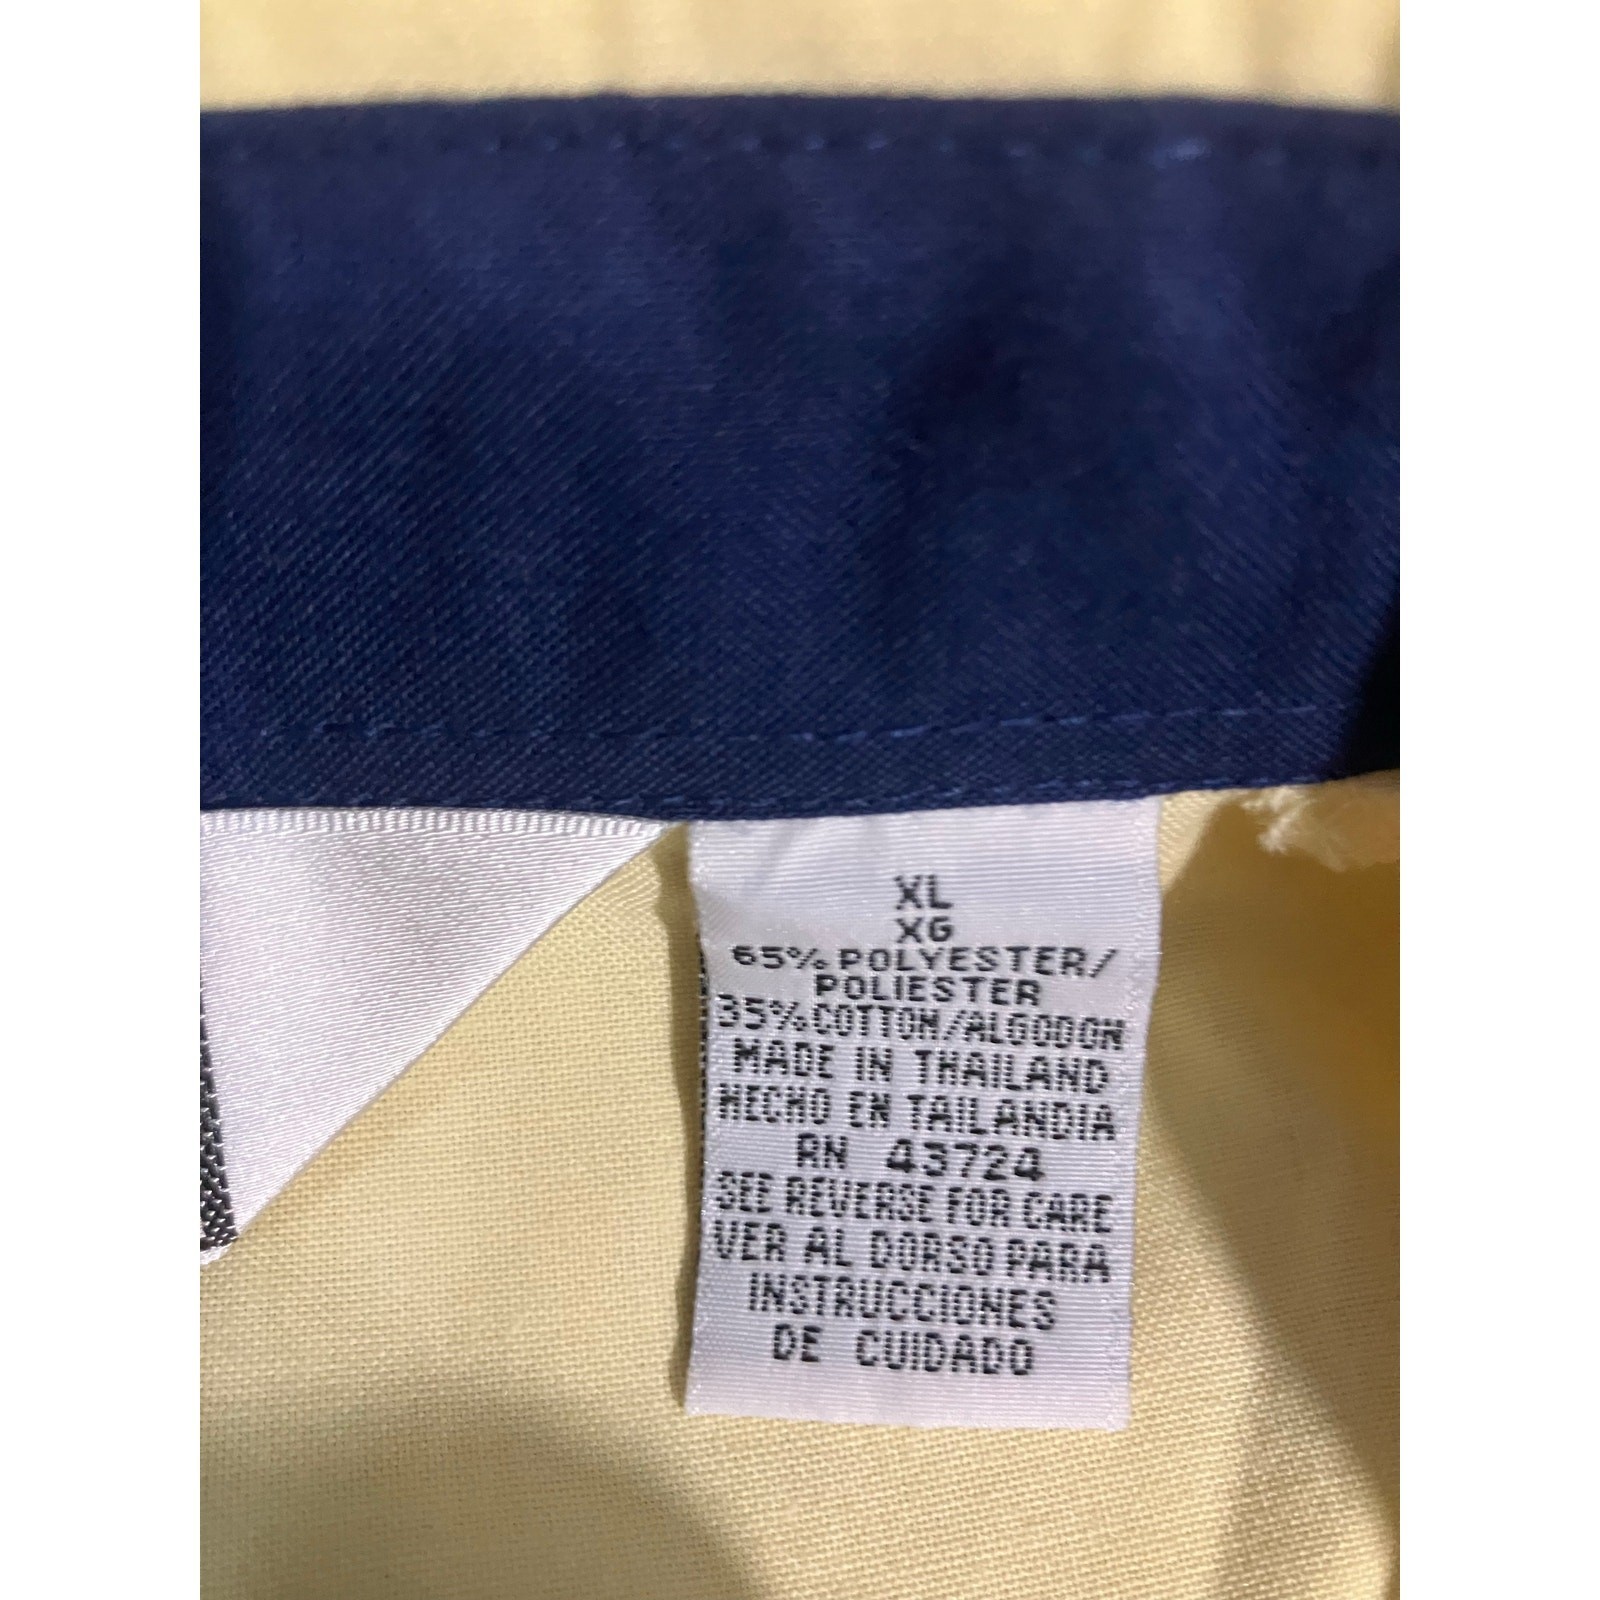 XL
XG
65% POLYESTER/
POLIESTER
35% COTTON/ALGODON
MADE IN THAILAND
HECHO EN TAILANDIA
RN 43724
SEE REVERSE FOR CARE
VER AL DORSO PARA
INSTRUCCIONES
DE CUIDADO